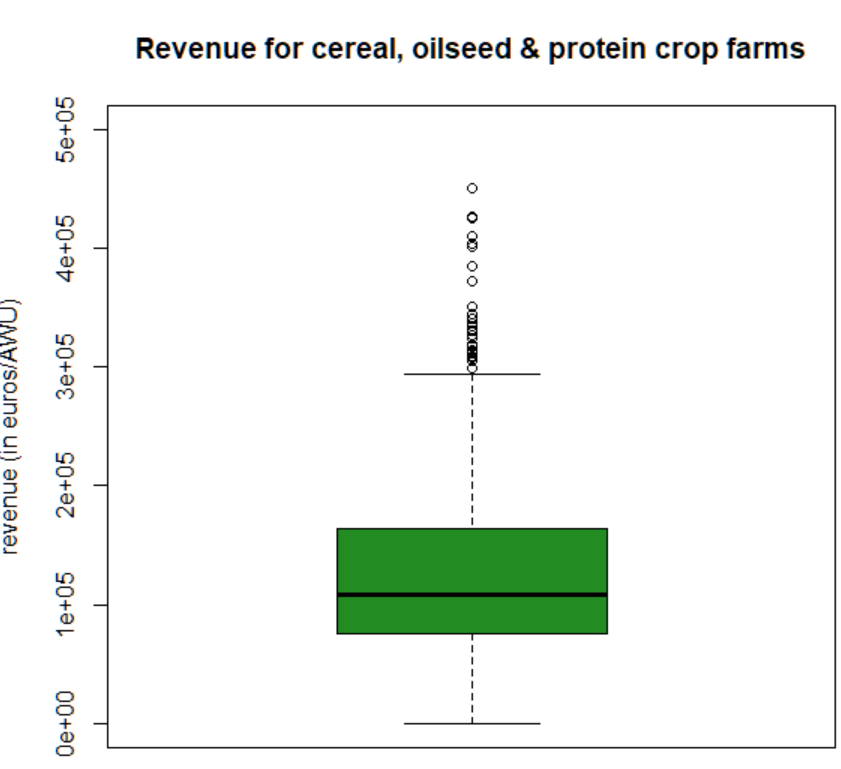 Revenue for cereal, oilseed & protein crop farms
5e+05
4e+05
3e+05
2e+05
1e+05
0e+00
revenue (in euros/AWU)